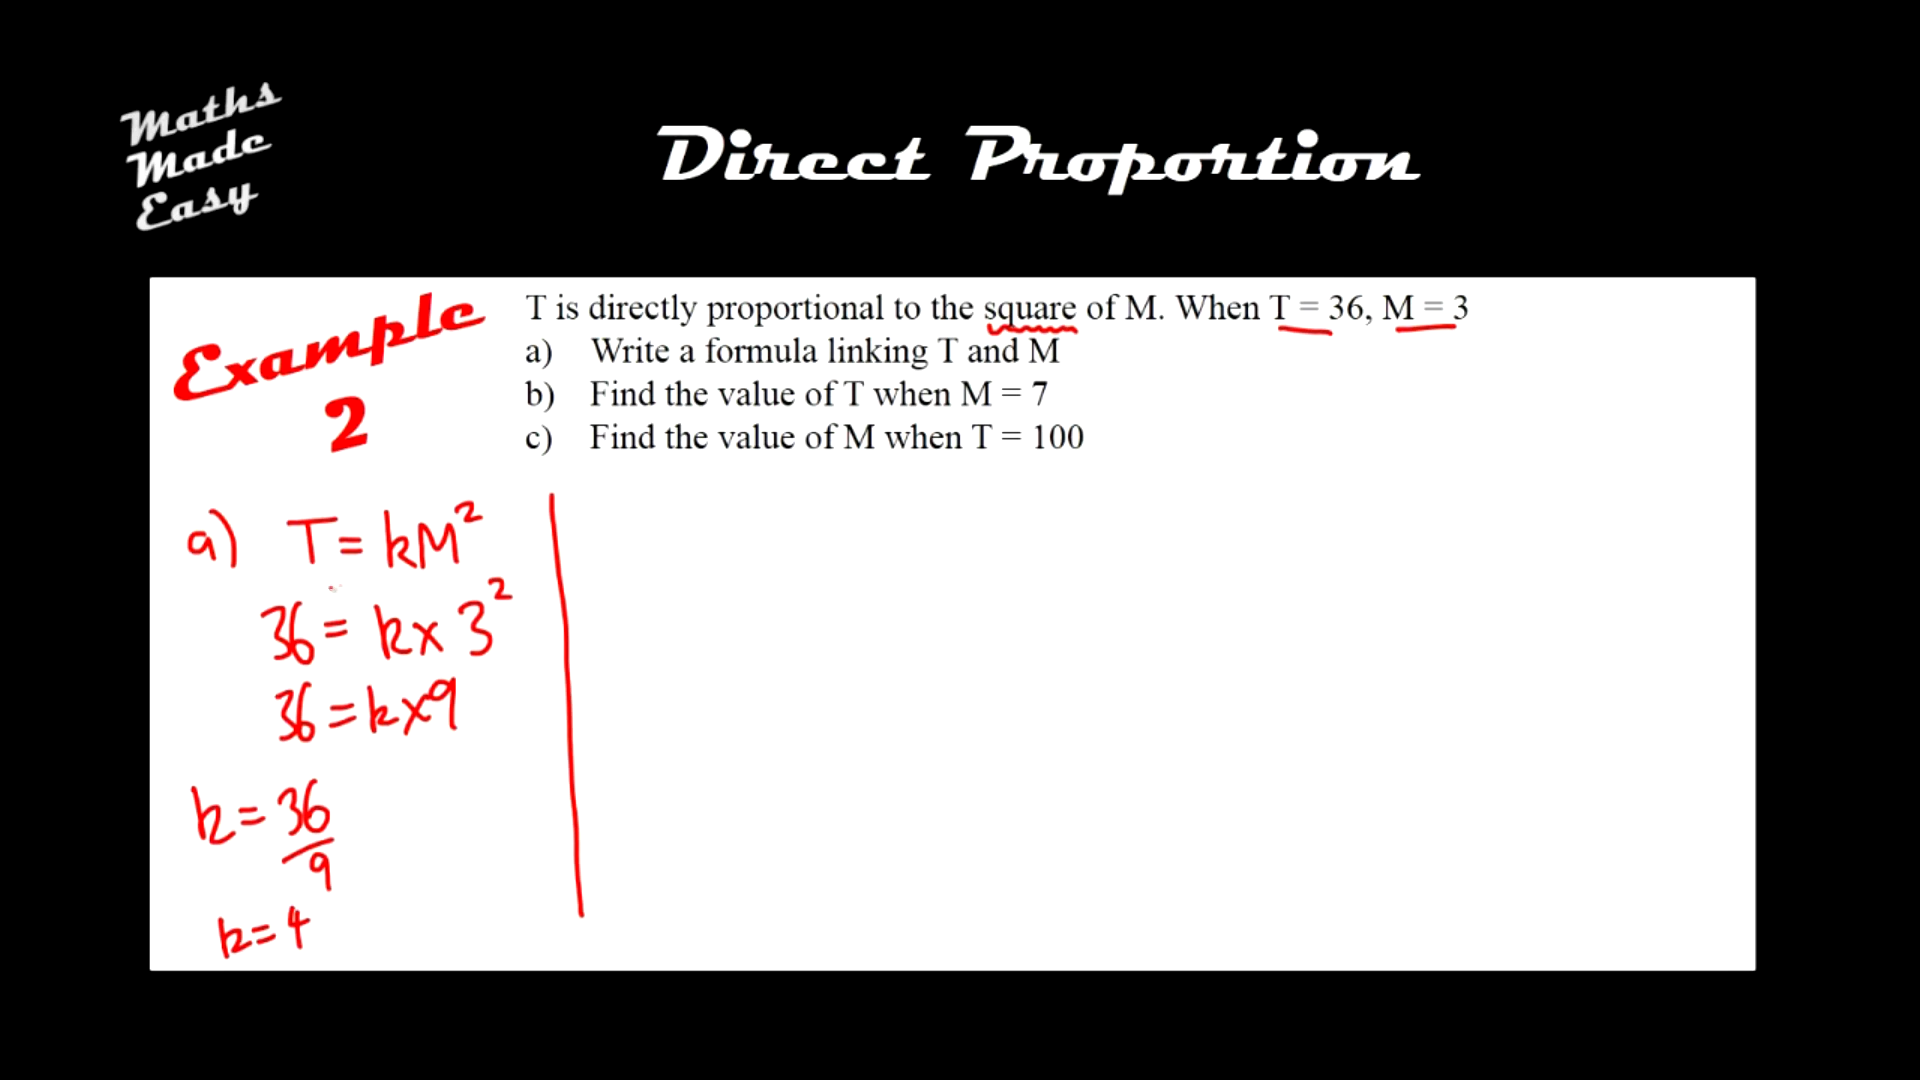 Maths
Made
Easy
Direct Proportion
Example
2
T is directly proportional to the square of M. When T = 36, M = 3
a) Write a formula linking T and M
b) Find the value of T when M = 7
c) Find the value of M when T = 100
a) T = kM²
36 = k x 3²
36 = k x 9
k = 36
9
k = 4